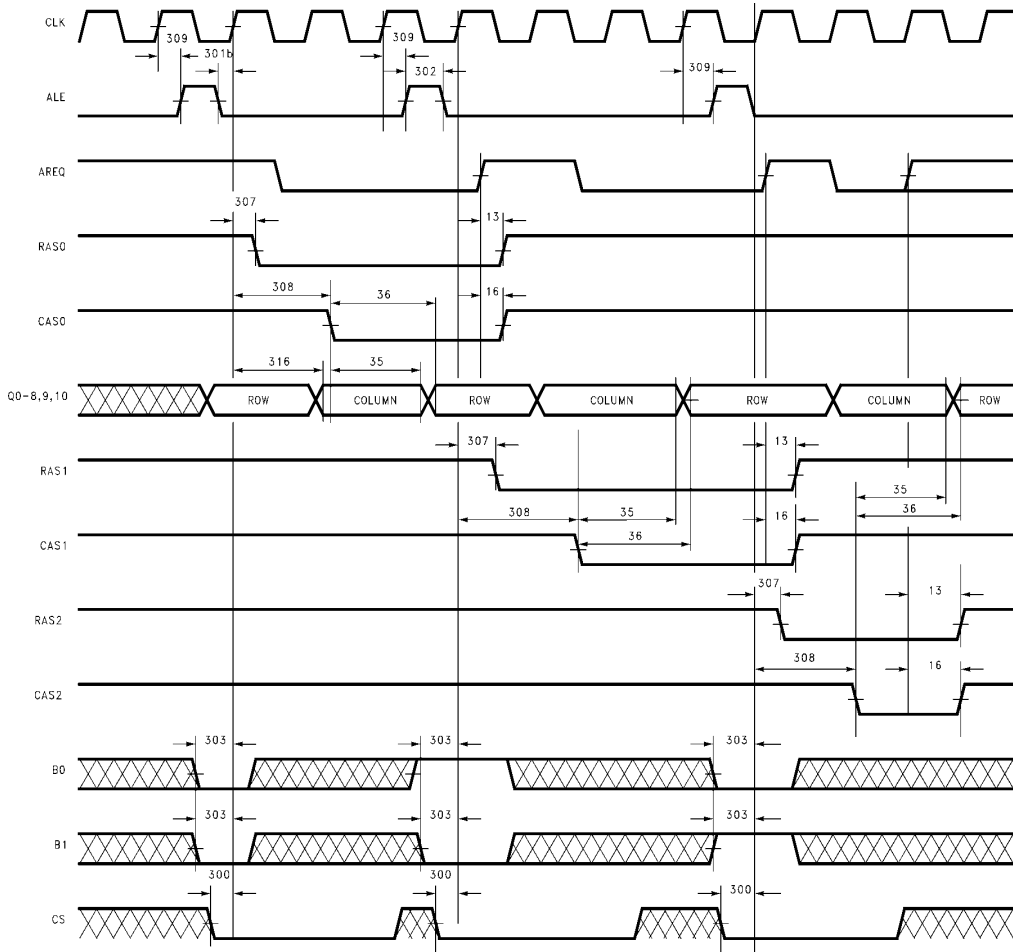 CLK
309
301b
309
302
309
ALE
AREQ
307
13
RAS0
308
36
16
CAS0
316
35
Q0-8,9,10
ROW
COLUMN
ROW
COLUMN
ROW
COLUMN
ROW
307
13
RAS1
35
308
35
16
36
36
CAS1
307
13
RAS2
308
16
CAS2
303
303
303
B0
303
303
303
B1
300
300
300
CS